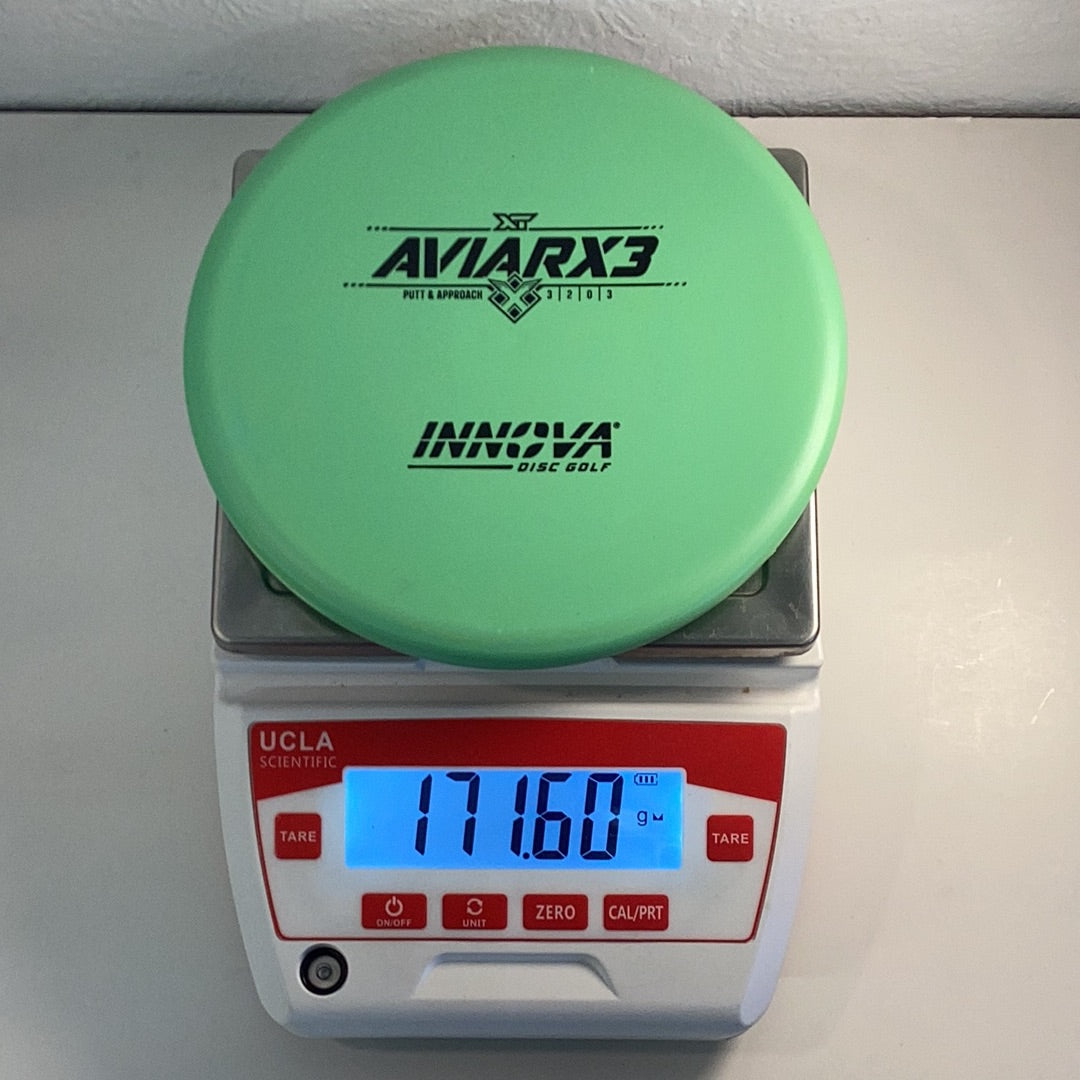 XT
AVIARX3
PUTT & APPROACH 3 | 2 | 0 | 3
INNOVA®
DISC GOLF
UCLA
SCIENTIFIC
171.60 g
TARE
TARE
ON/OFF UNIT ZERO CAL/PRT